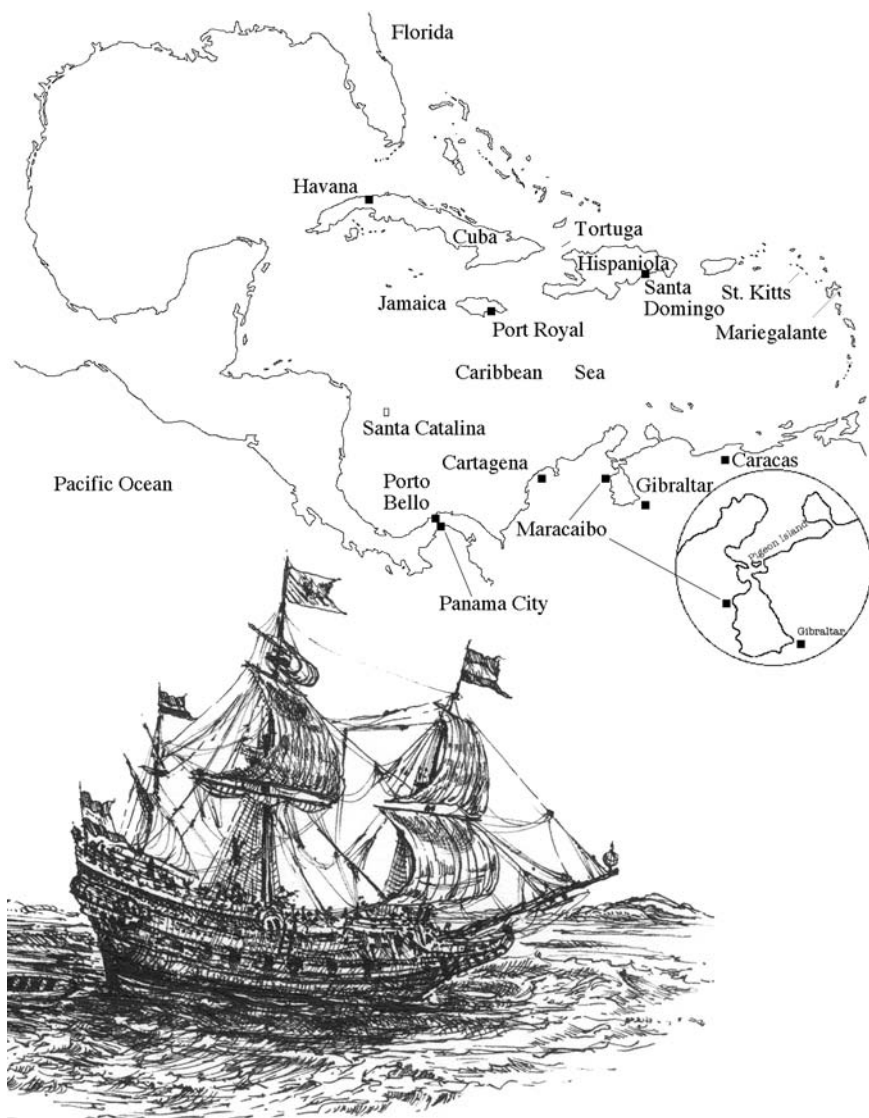 Florida
Havana
Cuba
Tortuga
Hispaniola
Santa
Domingo
St. Kitts
Mariegalante
Jamaica
Port Royal
Caribbean Sea
Santa Catalina
Pacific Ocean
Cartagena
Caracas
Porto
Bello
Gibraltar
Maracaibo
Pigeon Island
Panama City
Gibraltar